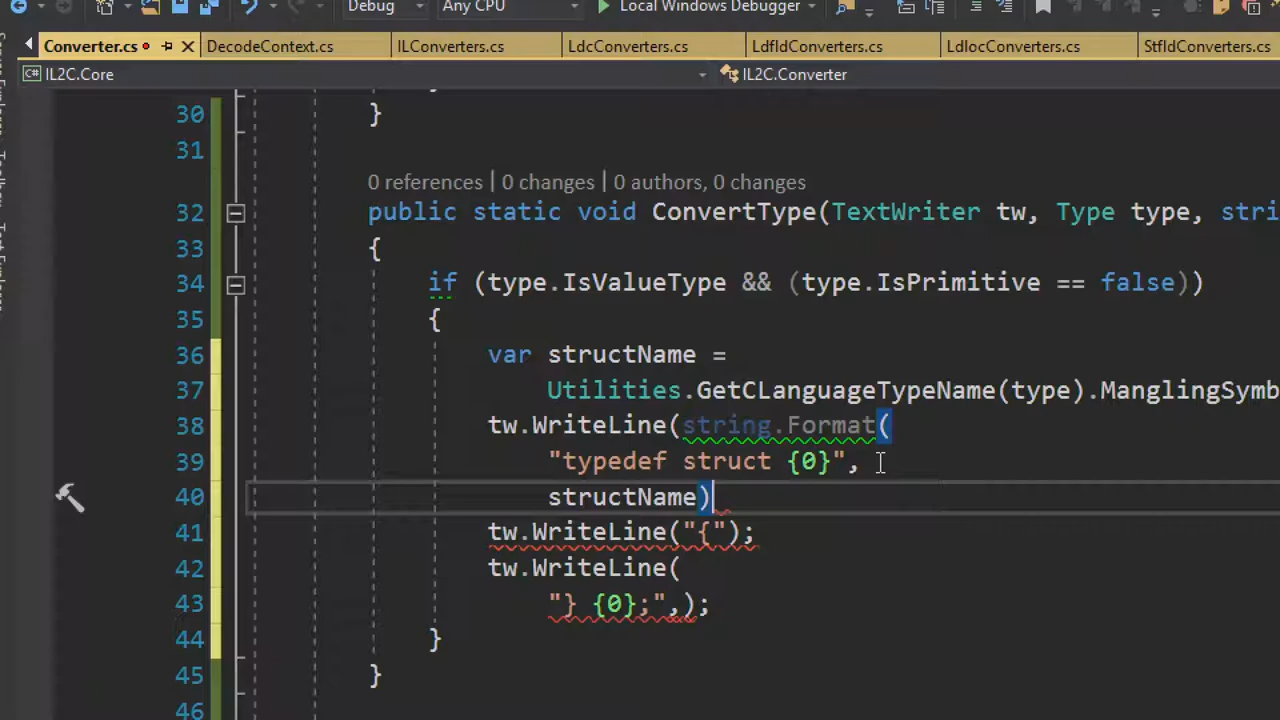 Debug Any CPU Local Windows Debugger
Converter.cs DecodeContext.cs ILConverters.cs LdcConverters.cs LdfldConverters.cs LdlocConverters.cs StfldConverters.cs
C# IL2C.Core IL2C.Converter
30 }
31
0 references | 0 changes | 0 authors, 0 changes
32 public static void ConvertType(TextWriter tw, Type type, stri
33 {
34 if (type.IsValueType && (type.IsPrimitive == false))
35 {
36 var structName =
37 Utilities.GetCLanguageTypeName(type).ManglingSymb
38 tw.WriteLine(string.Format(
39 "typedef struct {0}",
40 structName)
41 tw.WriteLine("{");
42 tw.WriteLine(
43 "} {0};",);
44 }
45 }
46